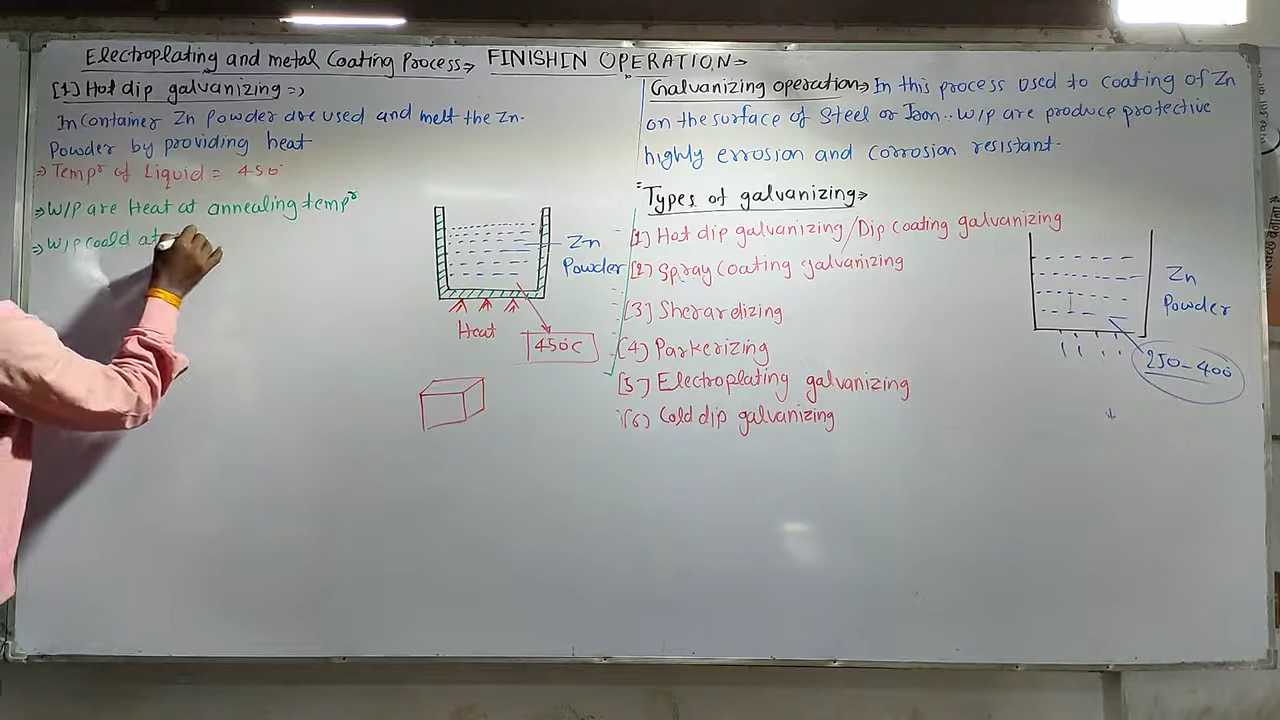 Electroplating and metal Coating Process→ FINISHIN OPERATION→
[1] Hot dip galvanizing =>
In Container Zn Powder are used and melt the Zn.
Powder by providing heat
⇒ Tempr of Liquid = 450°
⇒ W/P are Heat at annealing tempr
⇒ W/P Coold at
Zn
Powder
Heat
450°C
Galvanizing operation→ In this process used to coating of Zn
on the surface of Steel or Iron.. W/P are produce protective
highly errosion and corrosion resistant.
Types of galvanizing→
[1] Hot dip galvanizing/Dip coating galvanizing
[2] Spray coating galvanizing
[3] Sherardizing
[4] Parkerizing
[5] Electroplating galvanizing
(6) Cold dip galvanizing
Zn
Powder
250-400